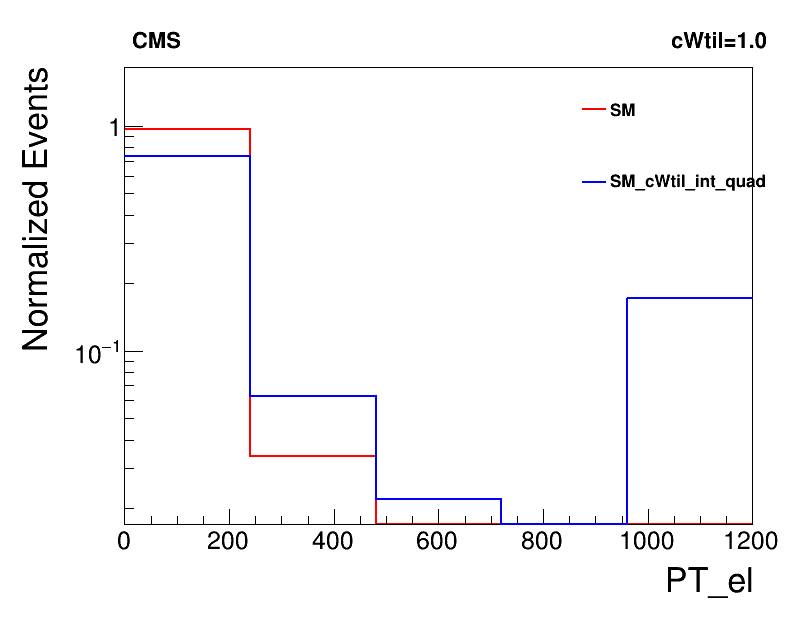 CMS
cWtil=1.0
Normalized Events
1
10⁻¹
SM
SM_cWtil_int_quad
0 200 400 600 800 1000 1200
PT_el